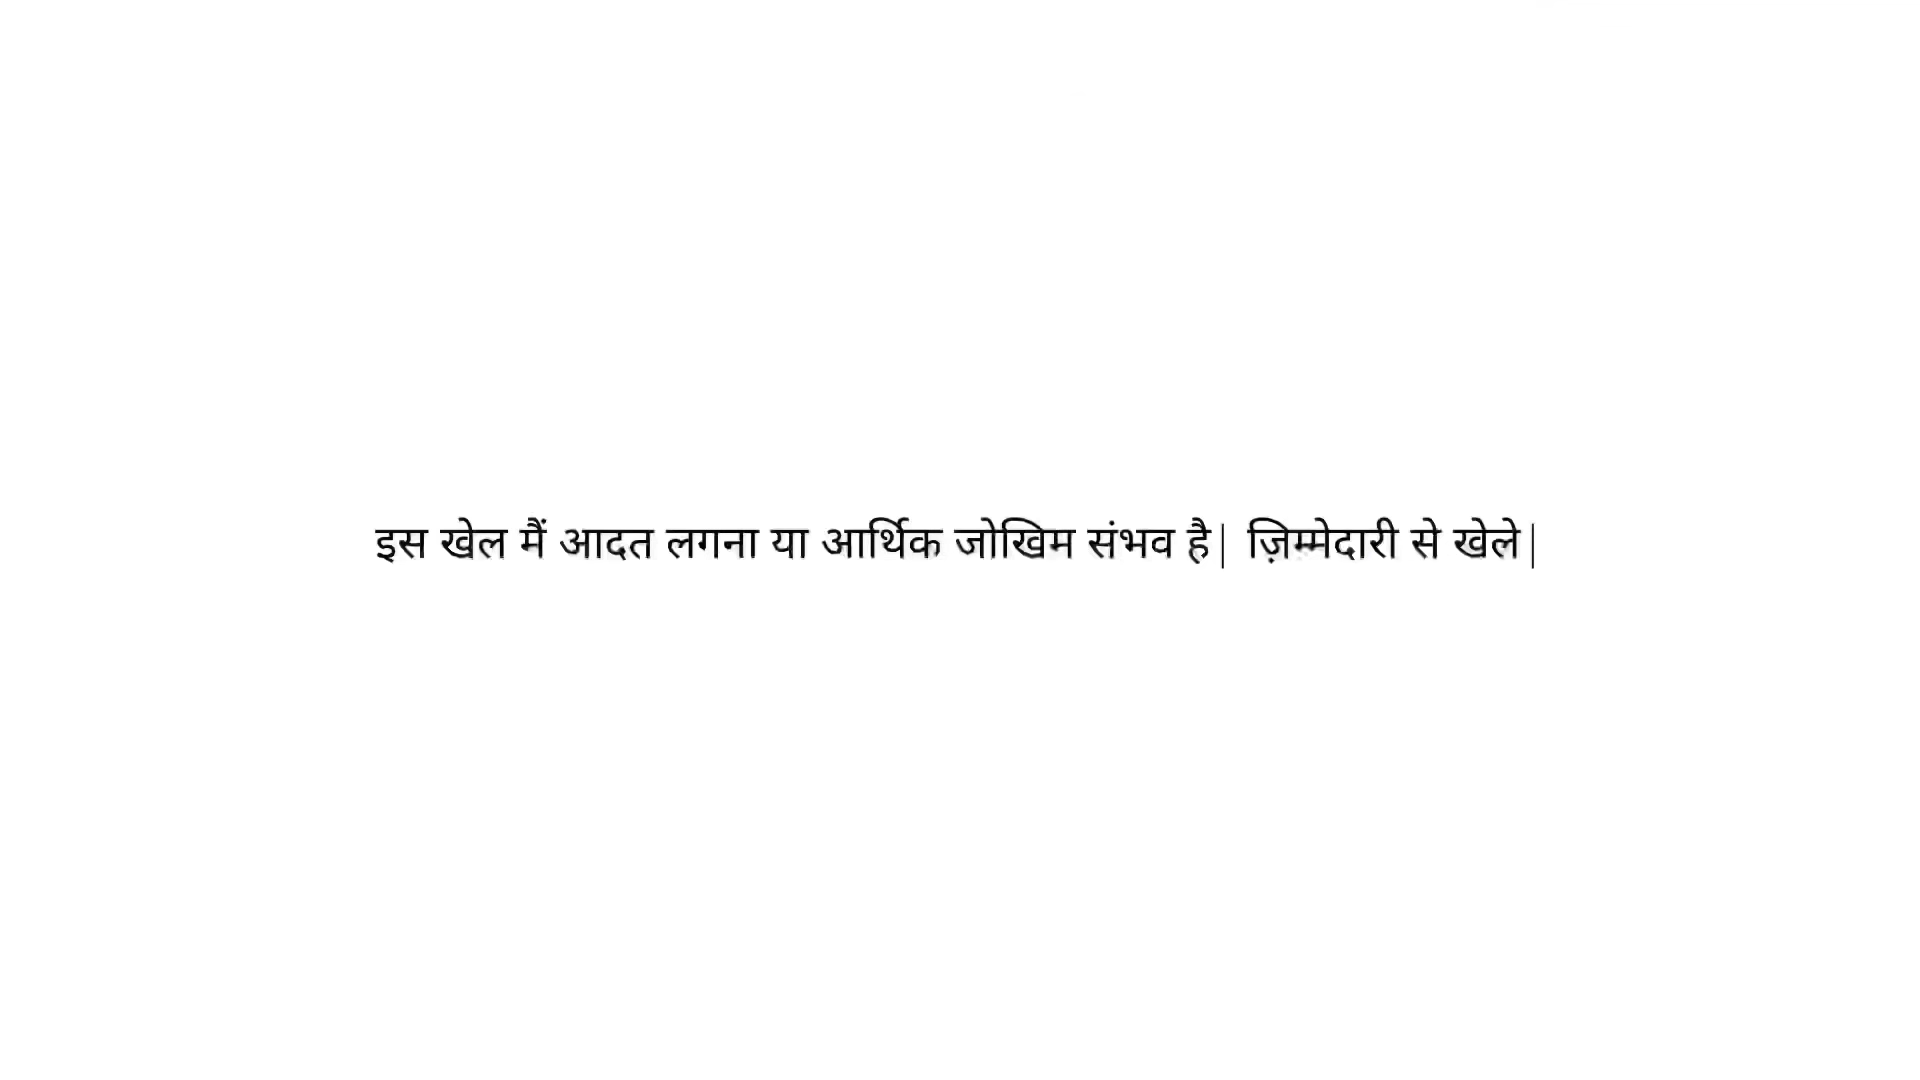 इस खेल मैं आदत लगना या आर्थिक जोखिम संभव है| ज़िम्मेदारी से खेले|